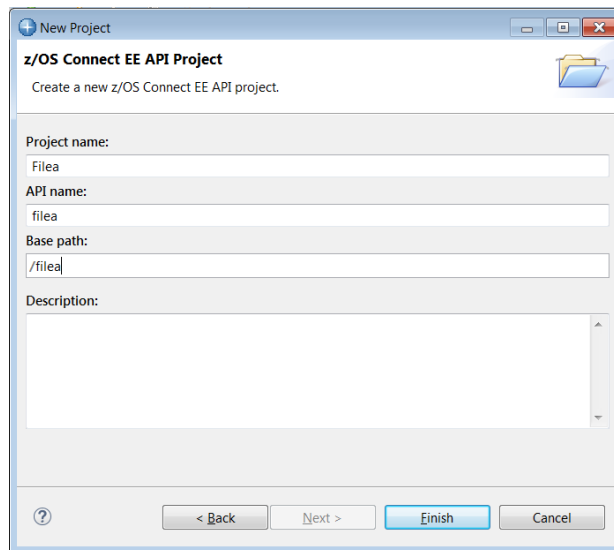 New Project
z/OS Connect EE API Project
Create a new z/OS Connect EE API project.
Project name:
Filea
API name:
filea
Base path:
/filea
Description:
?
< Back
Next >
Finish
Cancel